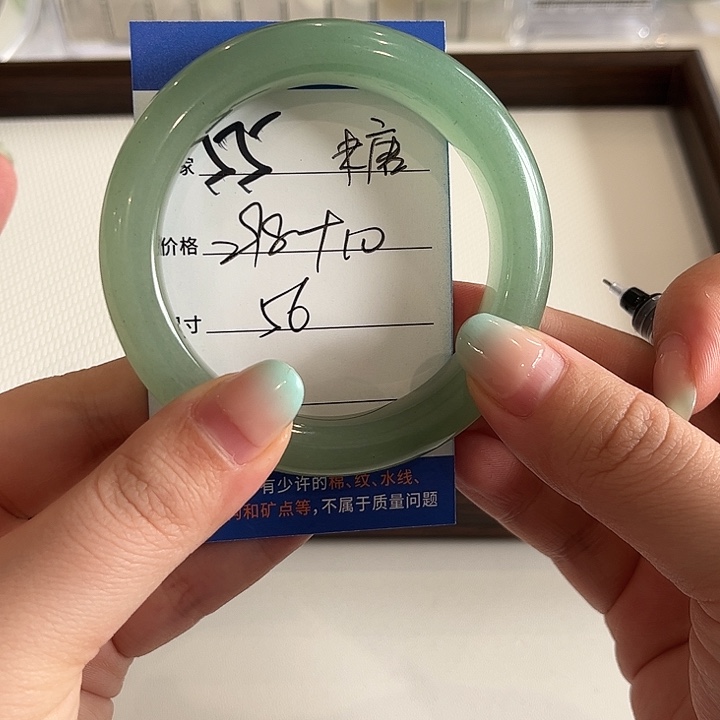 家 55 糖
价格 298+10
寸 56
有少许的棉、纹、水线、
和矿点等,不属于质量问题